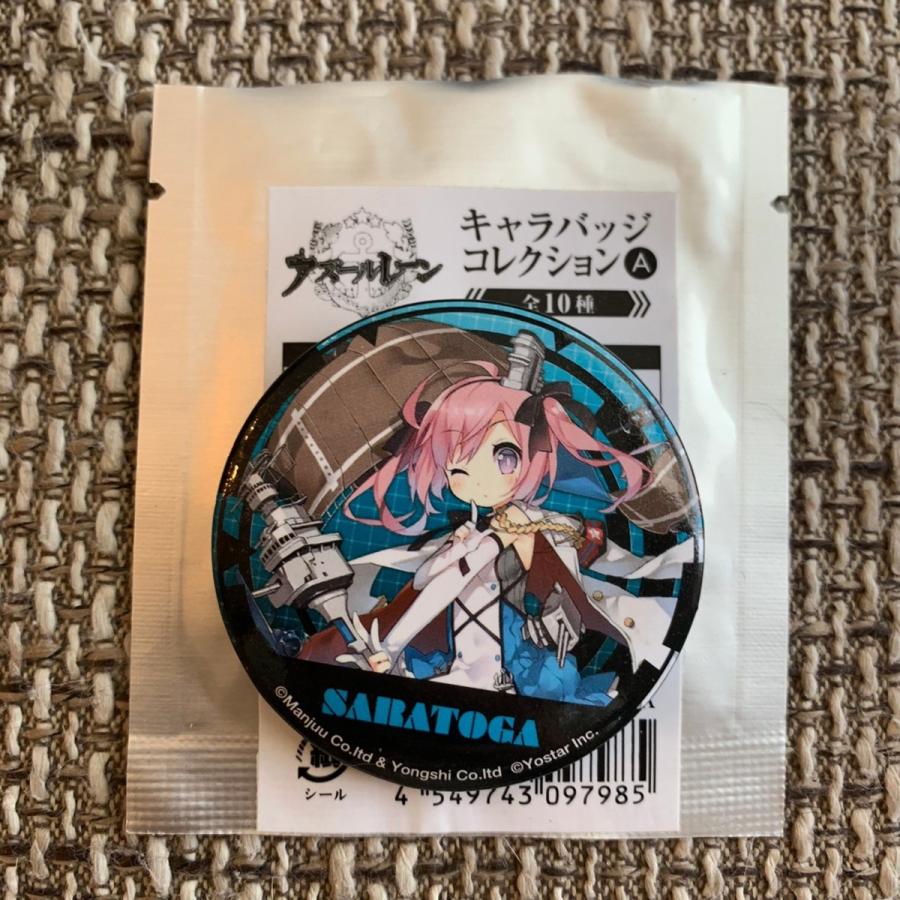 アズールレーン
キャラバッジ
コレクション A
全10種
SARATOGA
©Manjuu Co.ltd & Yongshi Co.ltd ©Yostar Inc.
紙
シール
4 549743 097985